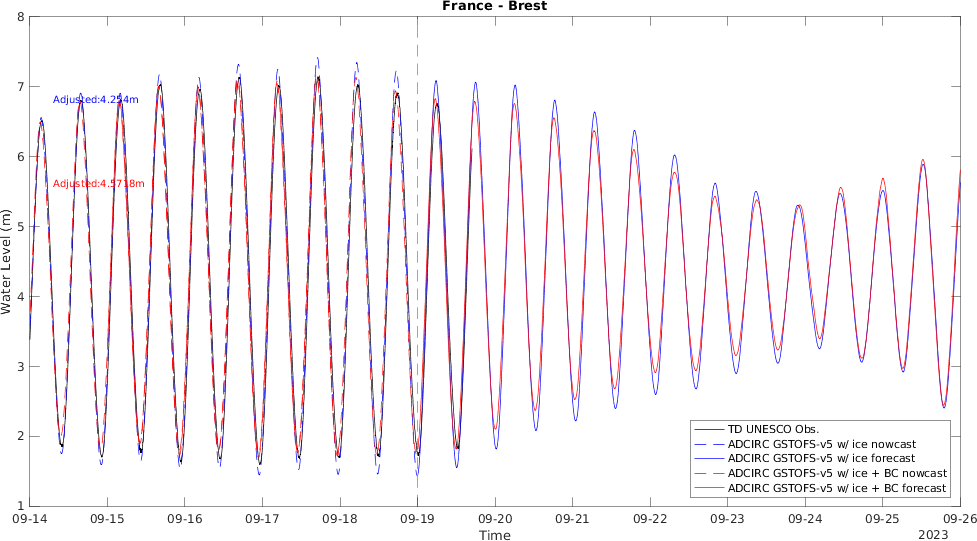 France - Brest
8
7
6
5
4
3
2
1
Water Level (m)
Adjusted:4.254m
Adjusted:4.5718m
TD UNESCO Obs.
ADCIRC GSTOFS-v5 w/ ice nowcast
ADCIRC GSTOFS-v5 w/ ice forecast
ADCIRC GSTOFS-v5 w/ ice + BC nowcast
ADCIRC GSTOFS-v5 w/ ice + BC forecast
09-14 09-15 09-16 09-17 09-18 09-19 09-20 09-21 09-22 09-23 09-24 09-25 09-26
Time
2023